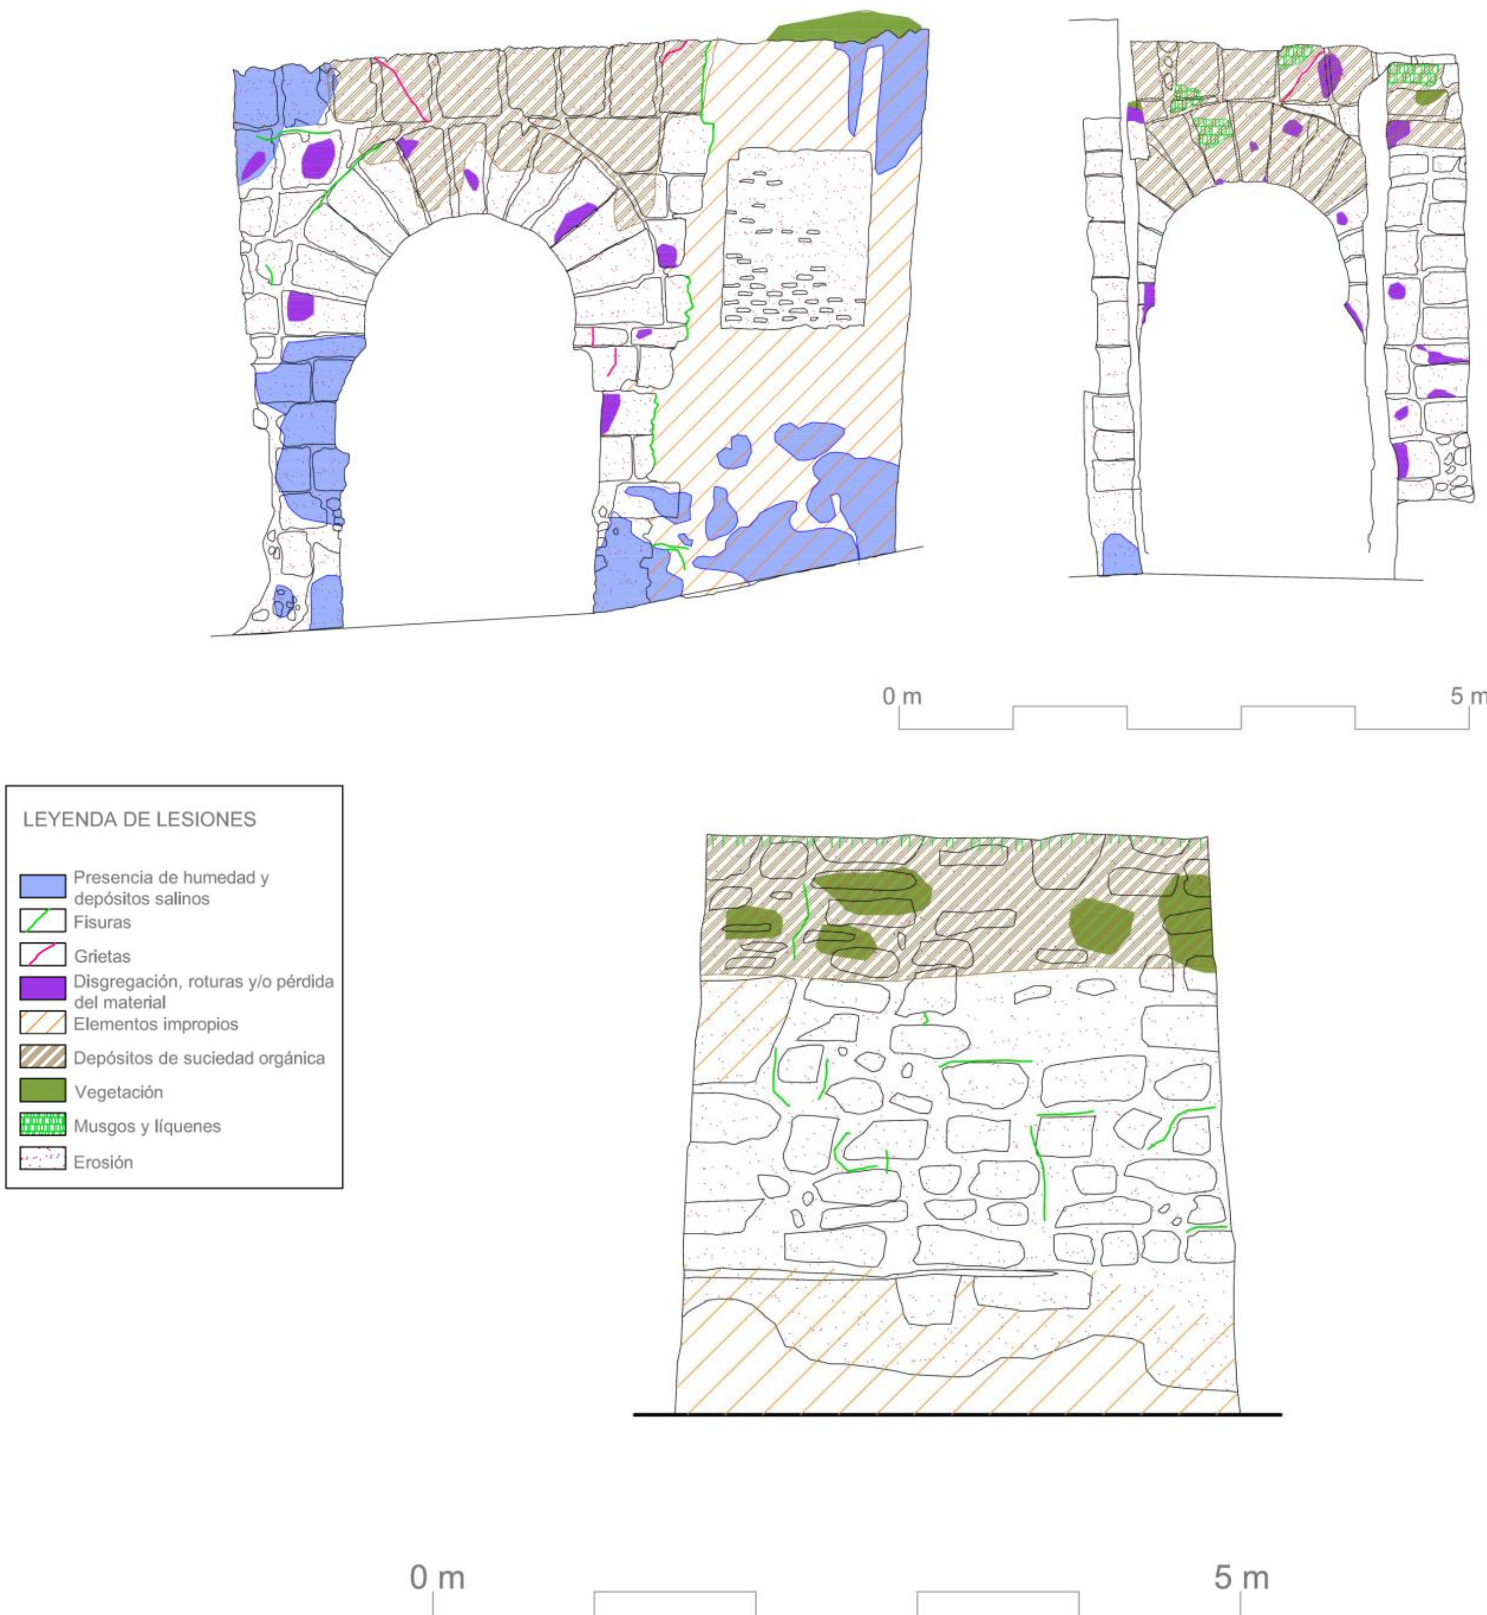 0 m
5 m
LEYENDA DE LESIONES
Presencia de humedad y
depósitos salinos
Fisuras
Grietas
Disgregación, roturas y/o pérdida
del material
Elementos impropios
Depósitos de suciedad orgánica
Vegetación
Musgos y líquenes
Erosión
0 m
5 m